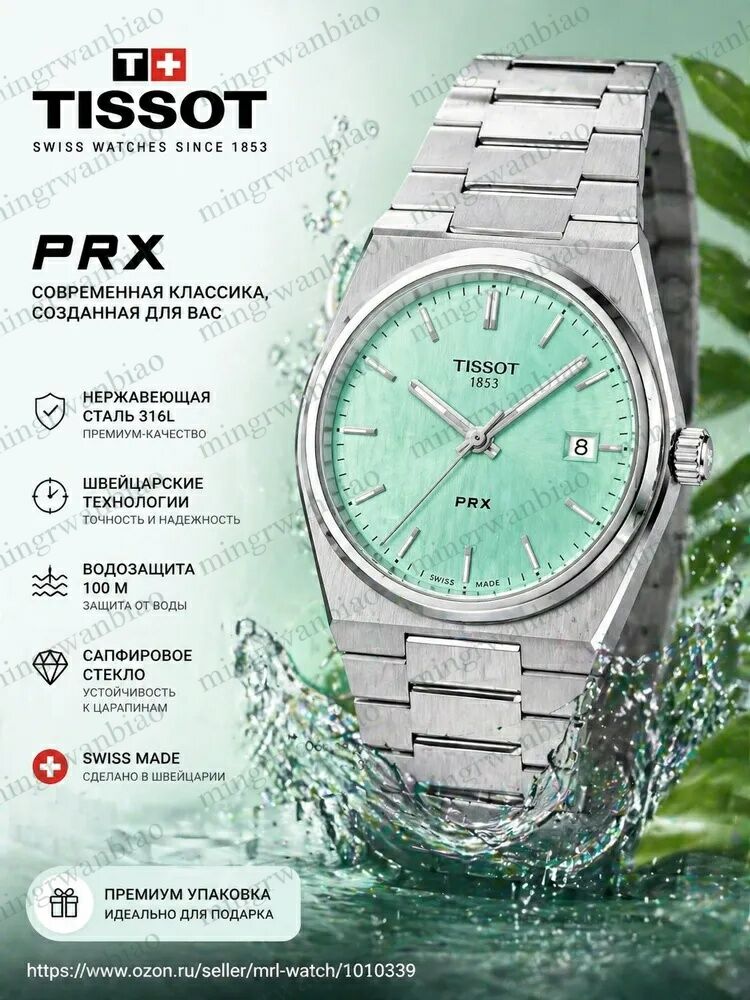 T+
TISSOT
SWISS WATCHES SINCE 1853
PRX
СОВРЕМЕННАЯ КЛАССИКА,
СОЗДАННАЯ ДЛЯ ВАС
НЕРЖАВЕЮЩАЯ
СТАЛЬ 316L
ПРЕМИУМ-КАЧЕСТВО
ШВЕЙЦАРСКИЕ
ТЕХНОЛОГИИ
ТОЧНОСТЬ И НАДЕЖНОСТЬ
ВОДОЗАЩИТА
100 М
ЗАЩИТА ОТ ВОДЫ
САПФИРОВОЕ
СТЕКЛО
УСТОЙЧИВОСТЬ
К ЦАРАПИНАМ
SWISS MADE
СДЕЛАНО В ШВЕЙЦАРИИ
ПРЕМИУМ УПАКОВКА
ИДЕАЛЬНО ДЛЯ ПОДАРКА
https://www.ozon.ru/seller/mrl-watch/1010339
TISSOT
1853
8
PRX
SWISS MADE
mingrwanbiao